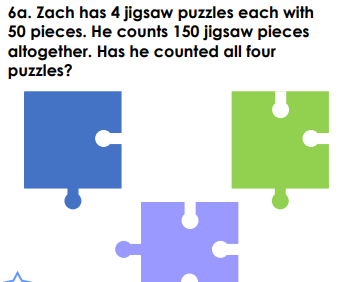 6a. Zach has 4 jigsaw puzzles each with
50 pieces. He counts 150 jigsaw pieces
altogether. Has he counted all four
puzzles?